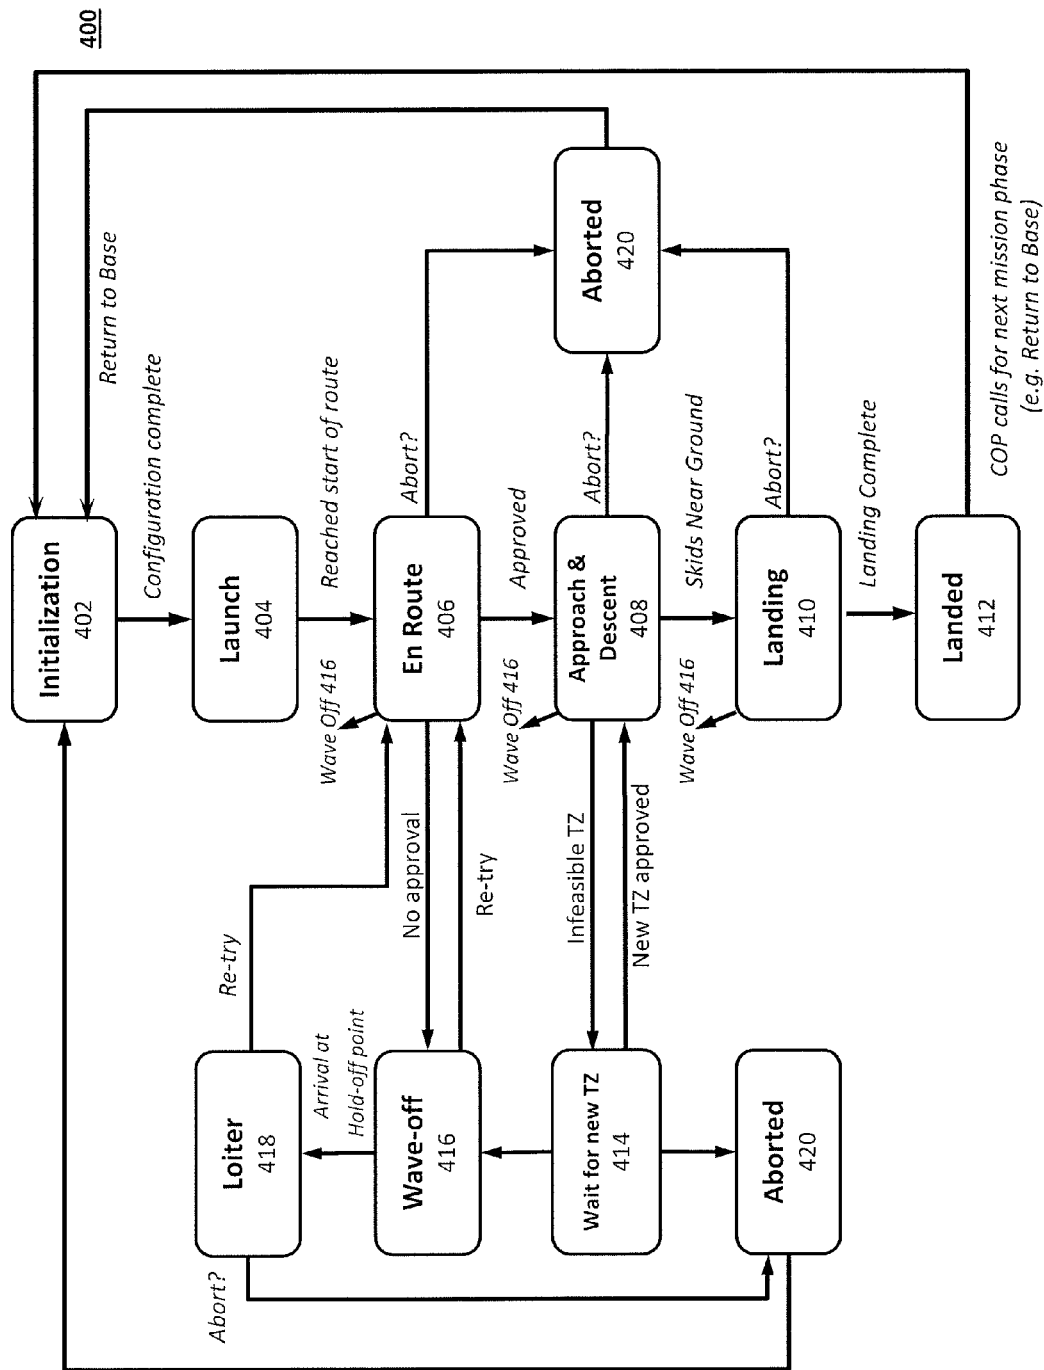 400
Initialization
402
Return to Base
Configuration complete
Launch
404
Reached start of route
Loiter
418
Re-try
Abort?
Arrival at
Hold-off point
Wave Off 416
En Route
406
Abort?
Wave-off
416
No approval
Re-try
Approved
Wave Off 416
Approach &
Descent
408
Abort?
Aborted
420
Wait for new TZ
414
Infeasible TZ
New TZ approved
Skids Near Ground
Wave Off 416
Landing
410
Abort?
Aborted
420
Landing Complete
Landed
412
COP calls for next mission phase
(e.g. Return to Base)